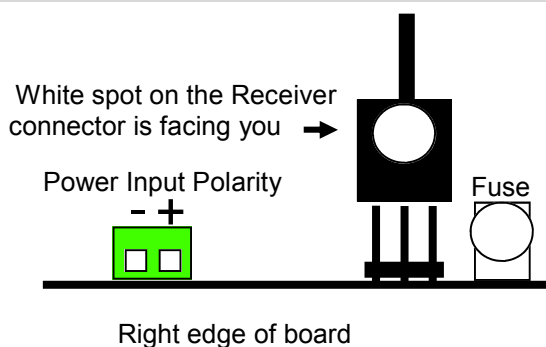 White spot on the Receiver
connector is facing you
Power Input Polarity
- +
Fuse
Right edge of board